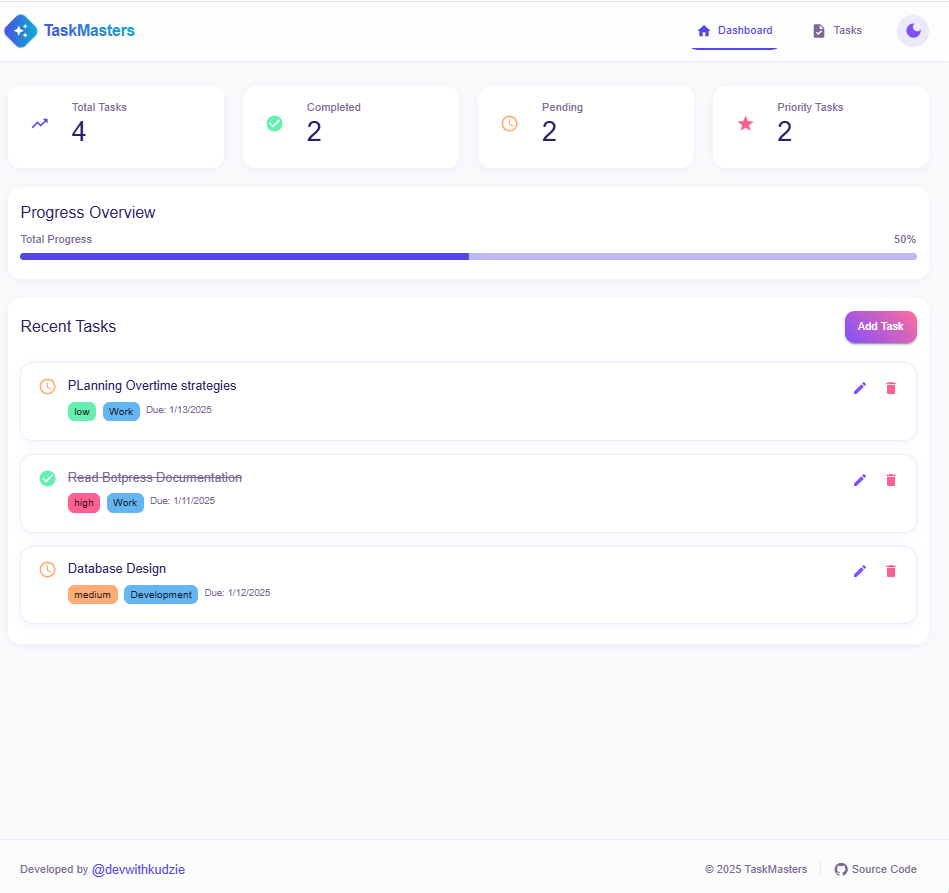 TaskMasters
Dashboard
Tasks
Total Tasks
4
Completed
2
Pending
2
Priority Tasks
2
Progress Overview
Total Progress 50%
Recent Tasks
Add Task
PLanning Overtime strategies
low Work Due: 1/13/2025
Read Botpress Documentation
high Work Due: 1/11/2025
Database Design
medium Development Due: 1/12/2025
Developed by @devwithkudzie
© 2025 TaskMasters
Source Code